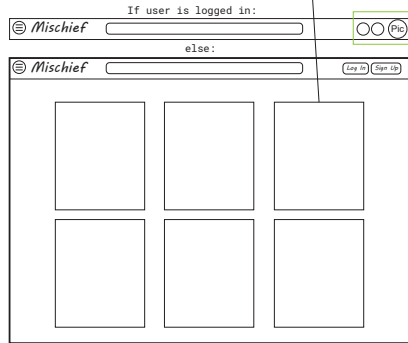 If user is logged in:
Mischief
Pic
else:
Mischief
Log In
Sign Up